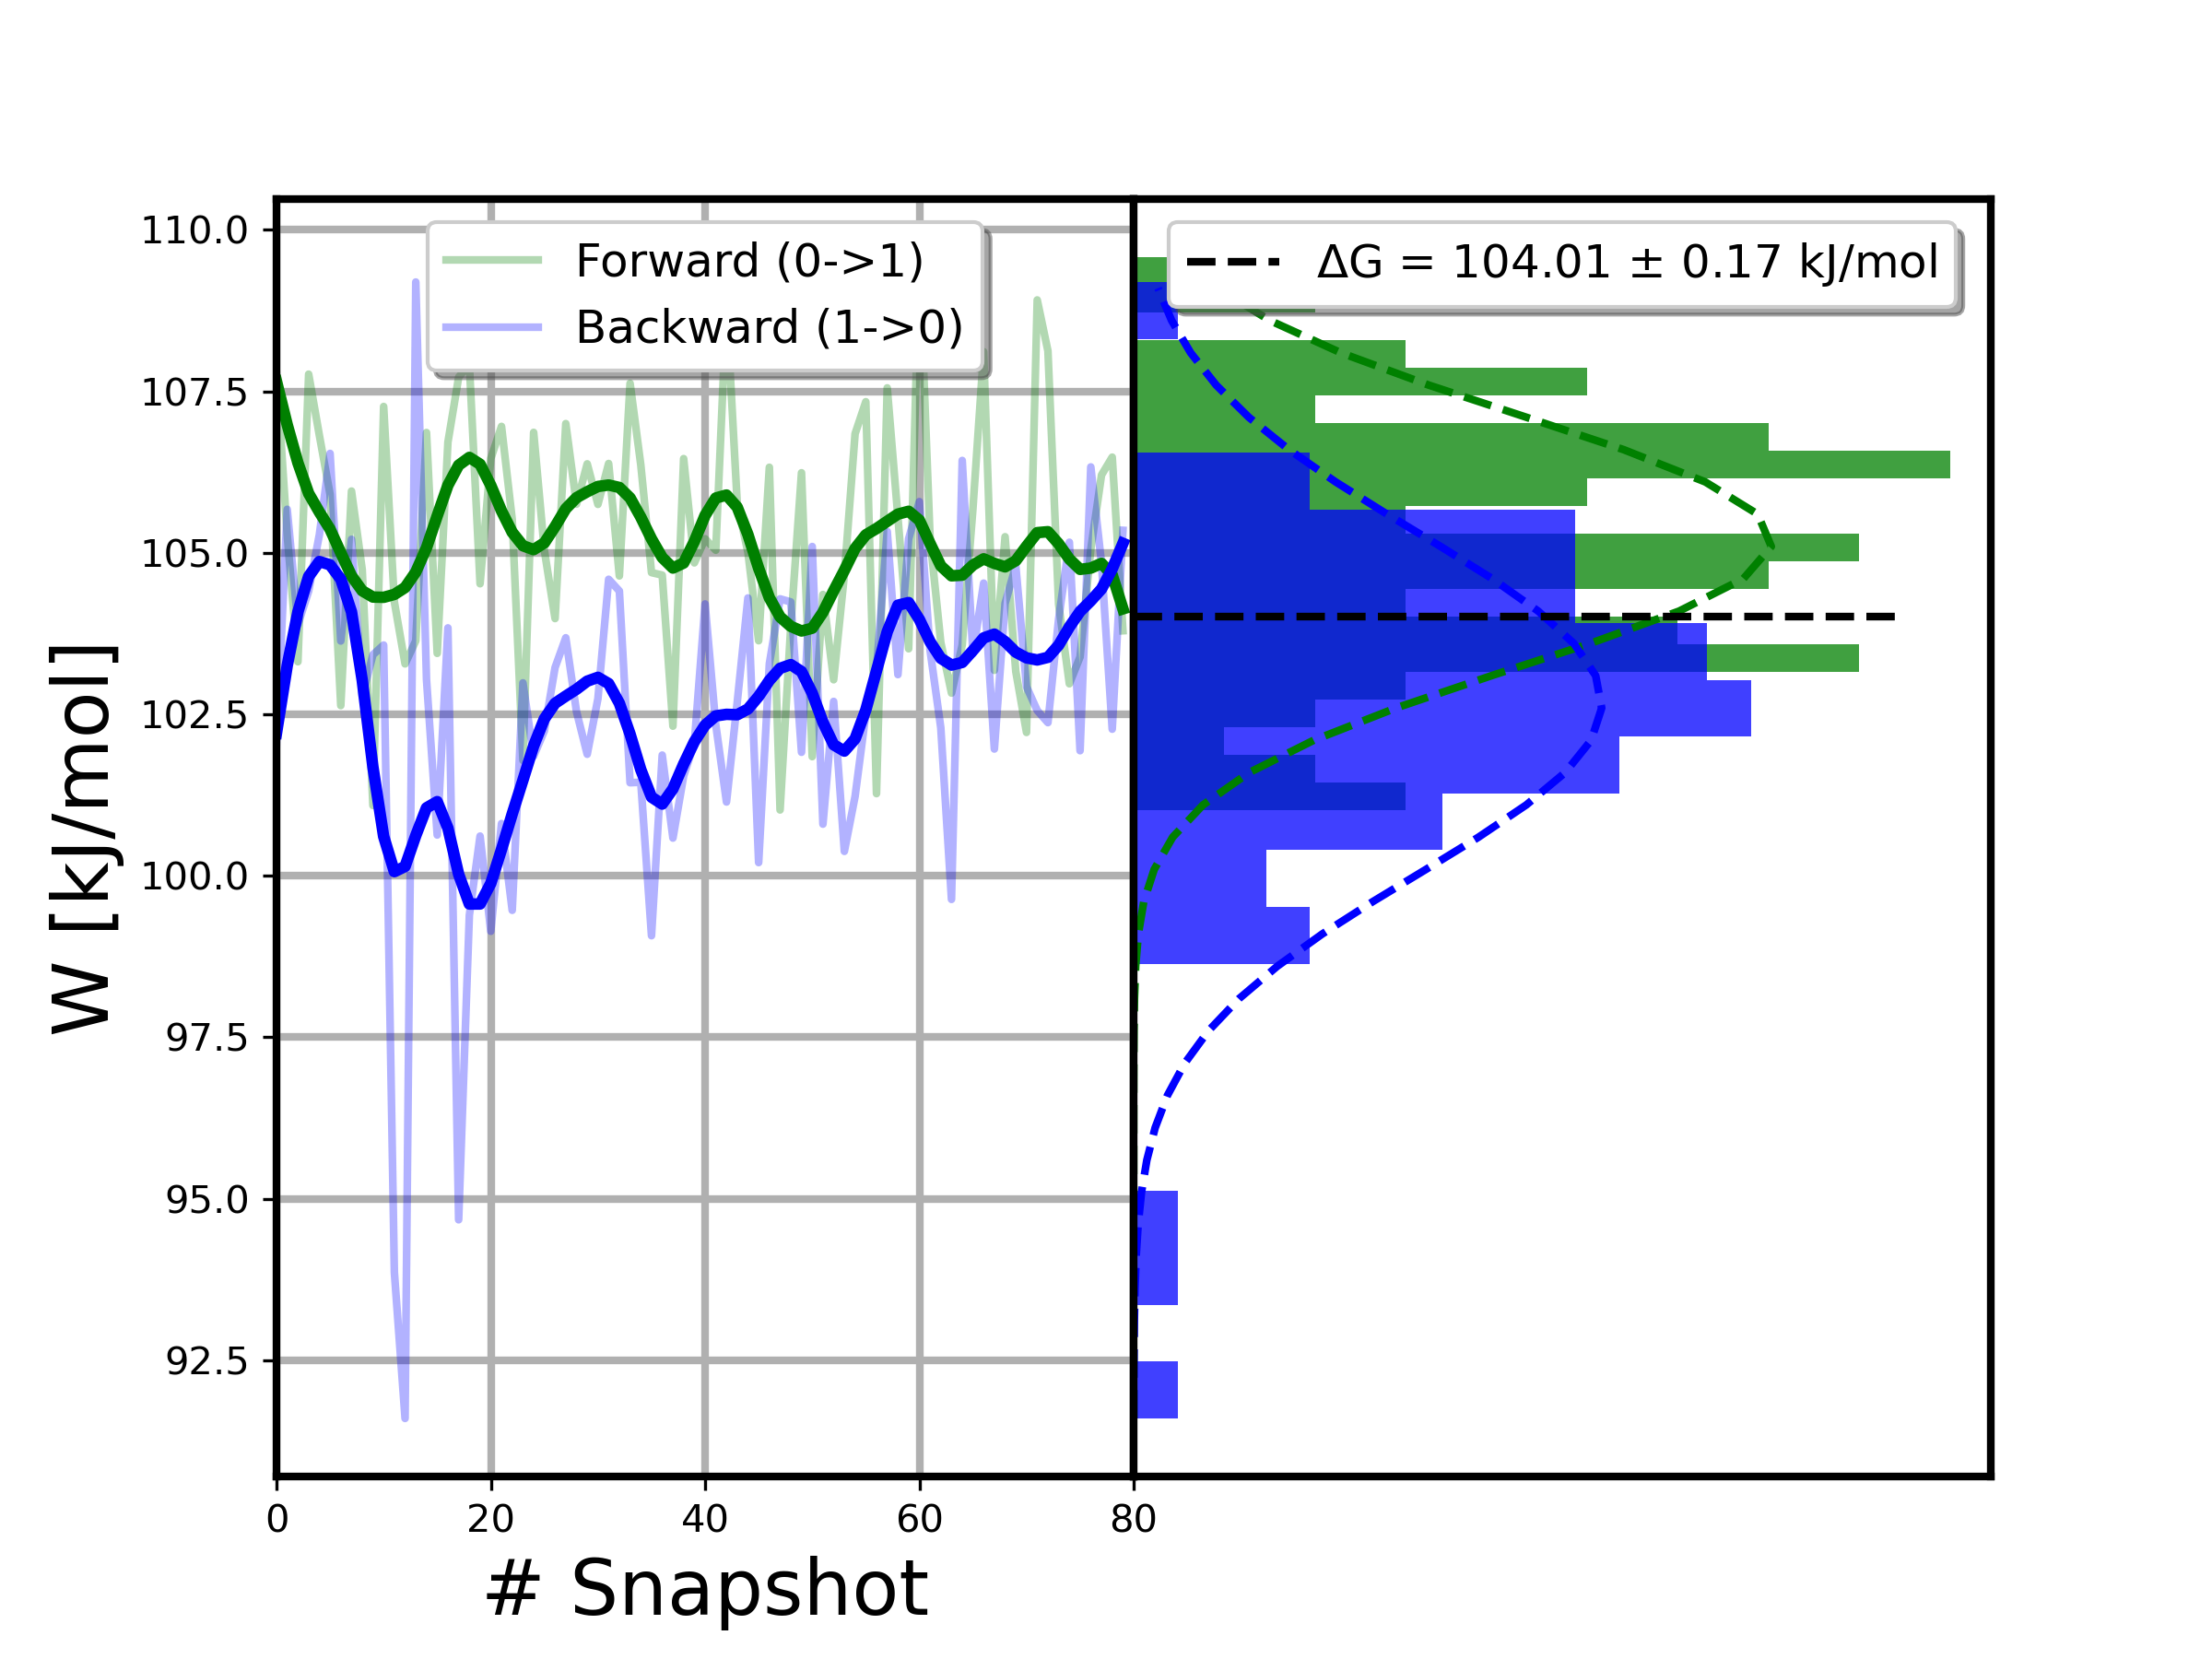 Forward (0->1)
Backward (1->0)
ΔG = 104.01 ± 0.17 kJ/mol
W [kJ/mol]
110.0
107.5
105.0
102.5
100.0
97.5
95.0
92.5
0 20 40 60 80
# Snapshot